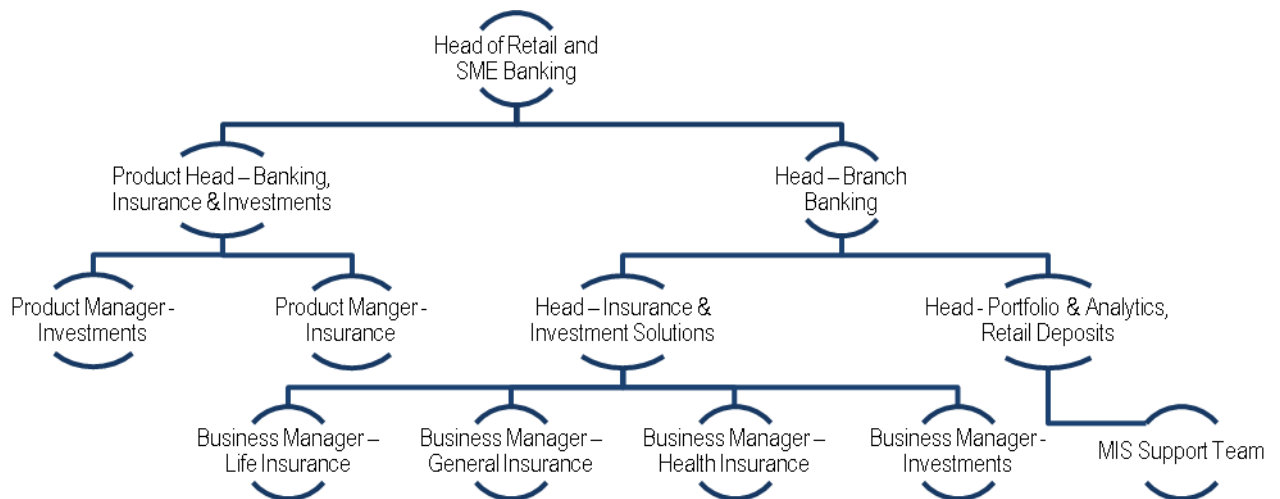 Head of Retail and
SME Banking
Product Head – Banking,
Insurance & Investments
Head – Branch
Banking
Product Manager -
Investments
Product Manger -
Insurance
Head – Insurance &
Investment Solutions
Head - Portfolio & Analytics,
Retail Deposits
Business Manager –
Life Insurance
Business Manager –
General Insurance
Business Manager –
Health Insurance
Business Manager -
Investments
MIS Support Team